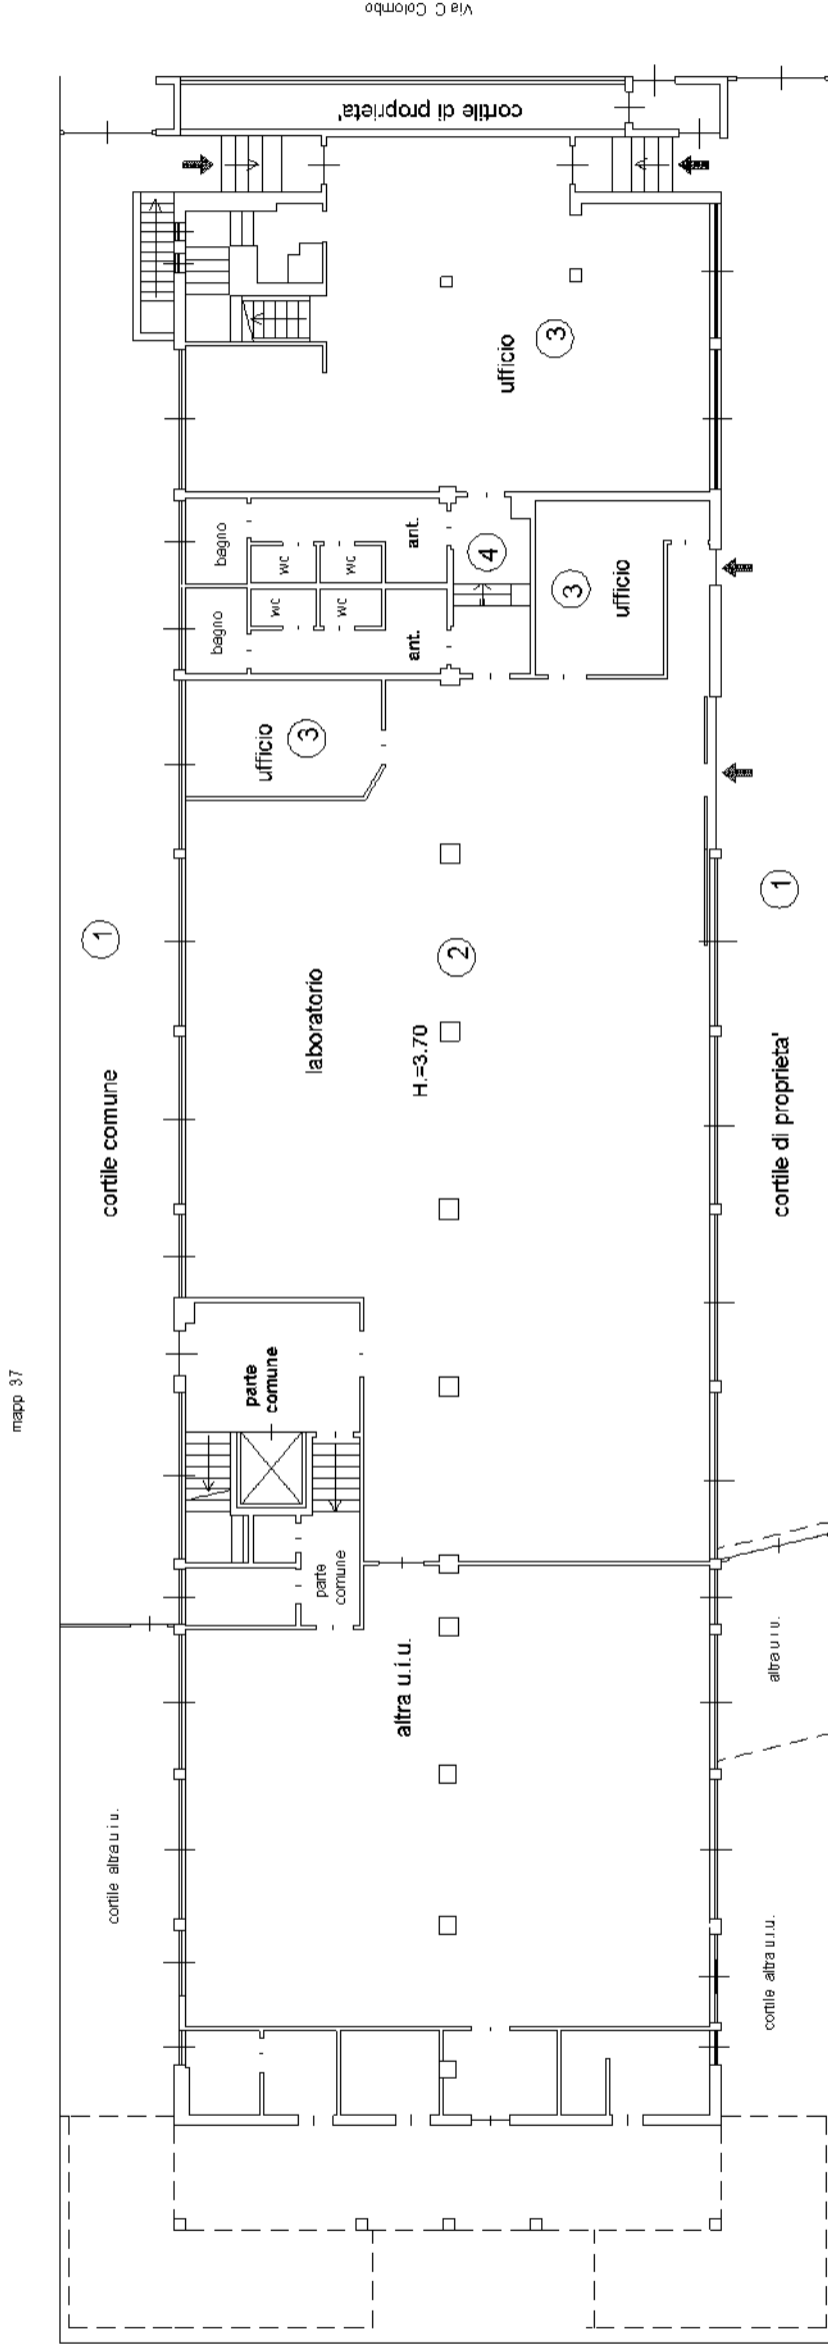 Via C Colombo
cortile di proprieta'
ufficio
3
bagno
wc
wc
ant.
4
bagno
wc
wc
ant.
3
ufficio
ufficio
3
1
cortile comune
laboratorio
2
H.=3.70
1
cortile di proprieta'
mapp 37
parte
comune
parte
comune
altra u.i.u.
altra u i u.
cortile altra u i u.
cortile altra u.i.u.